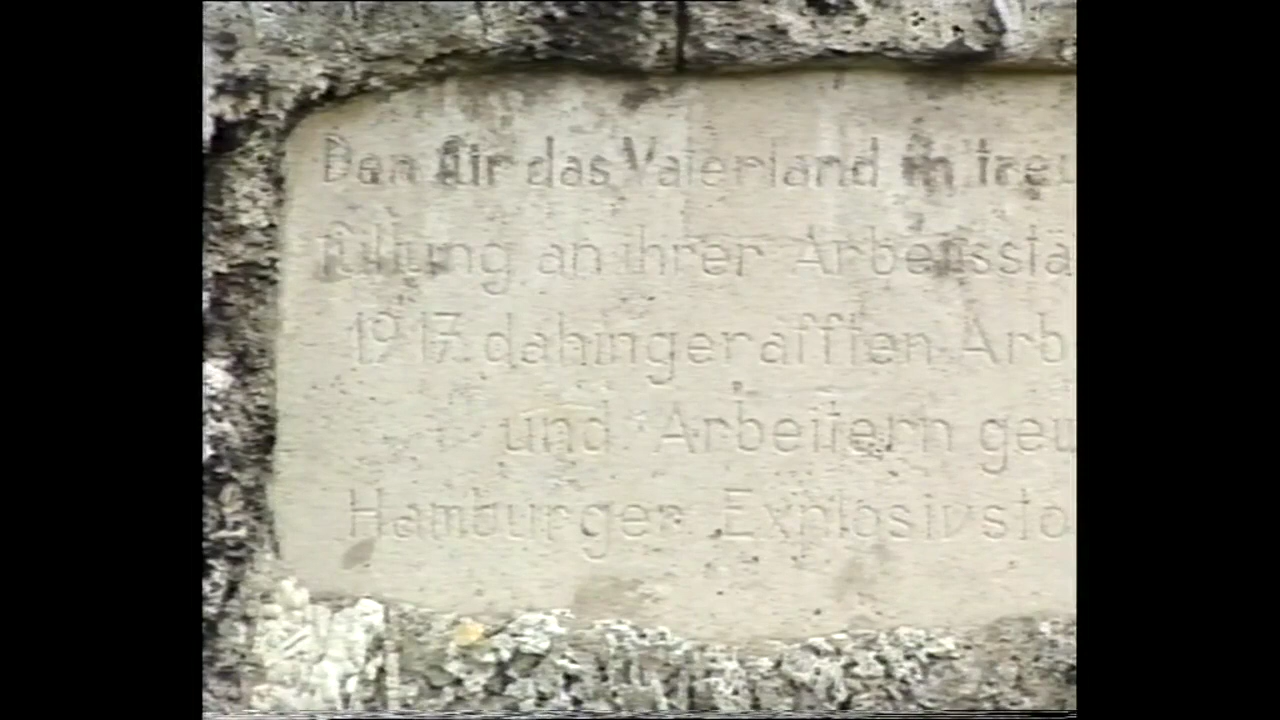 Den für das Vaterland in treu
füllung an ihrer Arbeitsstä
1917 dahingerafften Arb
und Arbeitern gew
Hamburger Explosivsto